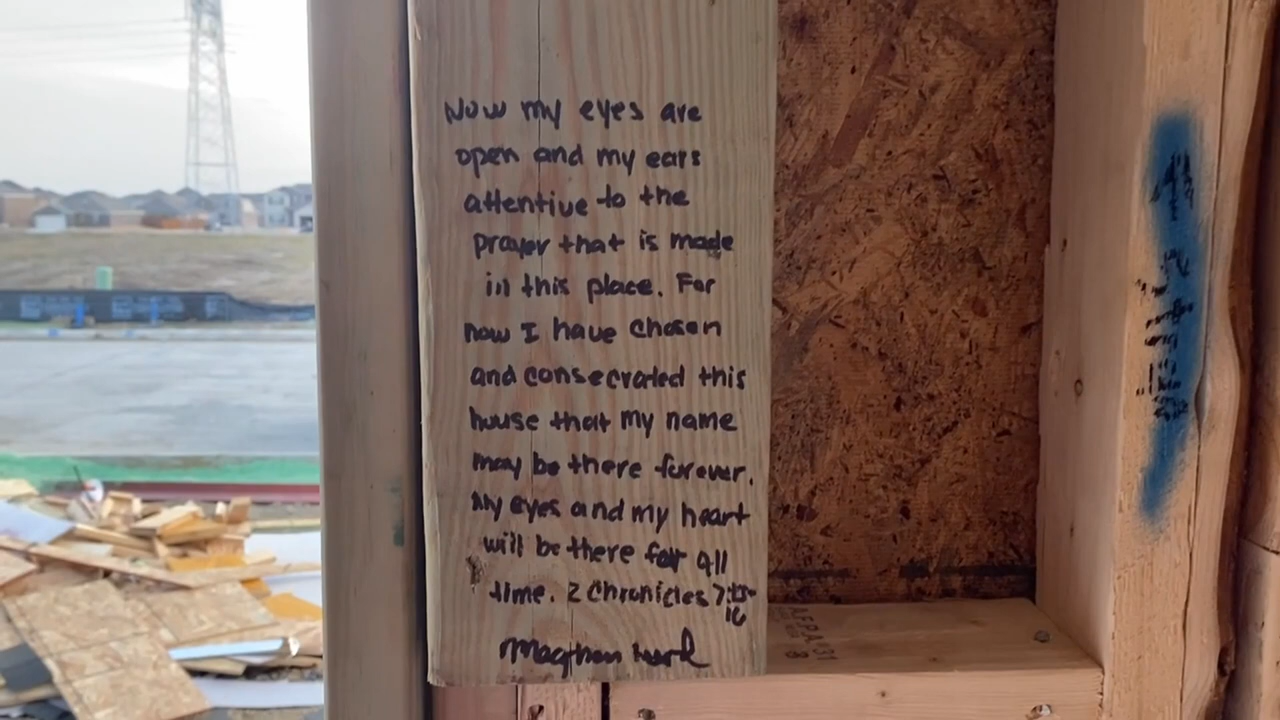 Now my eyes are
open and my ears
attentive to the
prayer that is made
in this place. For
now I have chosen
and consecrated this
house that my name
may be there forever.
My eyes and my heart
will be there for all
time. 2 Chronicles 7:15-
16